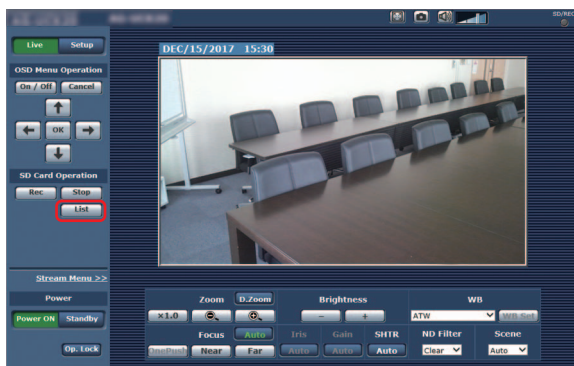 SD/REC
Live Setup
DEC/15/2017 15:30
OSD Menu Operation
On / Off Cancel
OK
SD Card Operation
Rec Stop
List
Stream Menu >>
Power
Power ON Standby
Op. Lock
Zoom D.Zoom Brightness WB
×1.0 - + ATW WB Set
Focus Auto Iris Gain SHTR ND Filter Scene
OnePush Near Far Auto Auto Auto Clear Auto